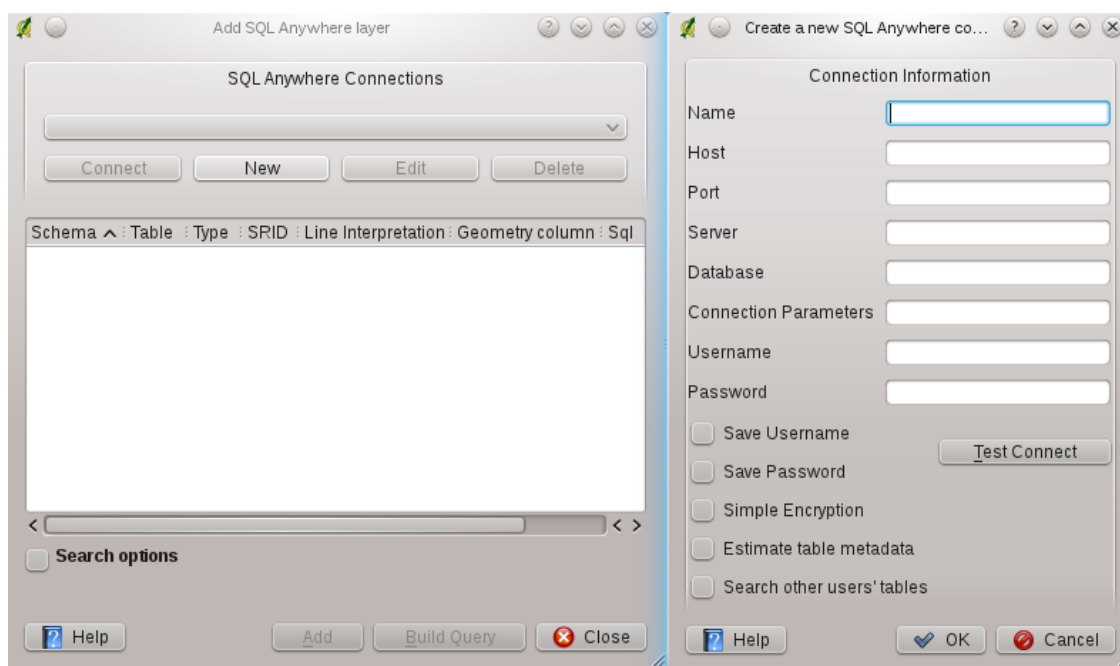 Add SQL Anywhere layer
SQL Anywhere Connections
Connect New Edit Delete
Schema Table Type SRID Line Interpretation Geometry column Sql
Search options
Help Add Build Query Close
Create a new SQL Anywhere co...
Connection Information
Name
Host
Port
Server
Database
Connection Parameters
Username
Password
Save Username
Test Connect
Save Password
Simple Encryption
Estimate table metadata
Search other users' tables
Help OK Cancel